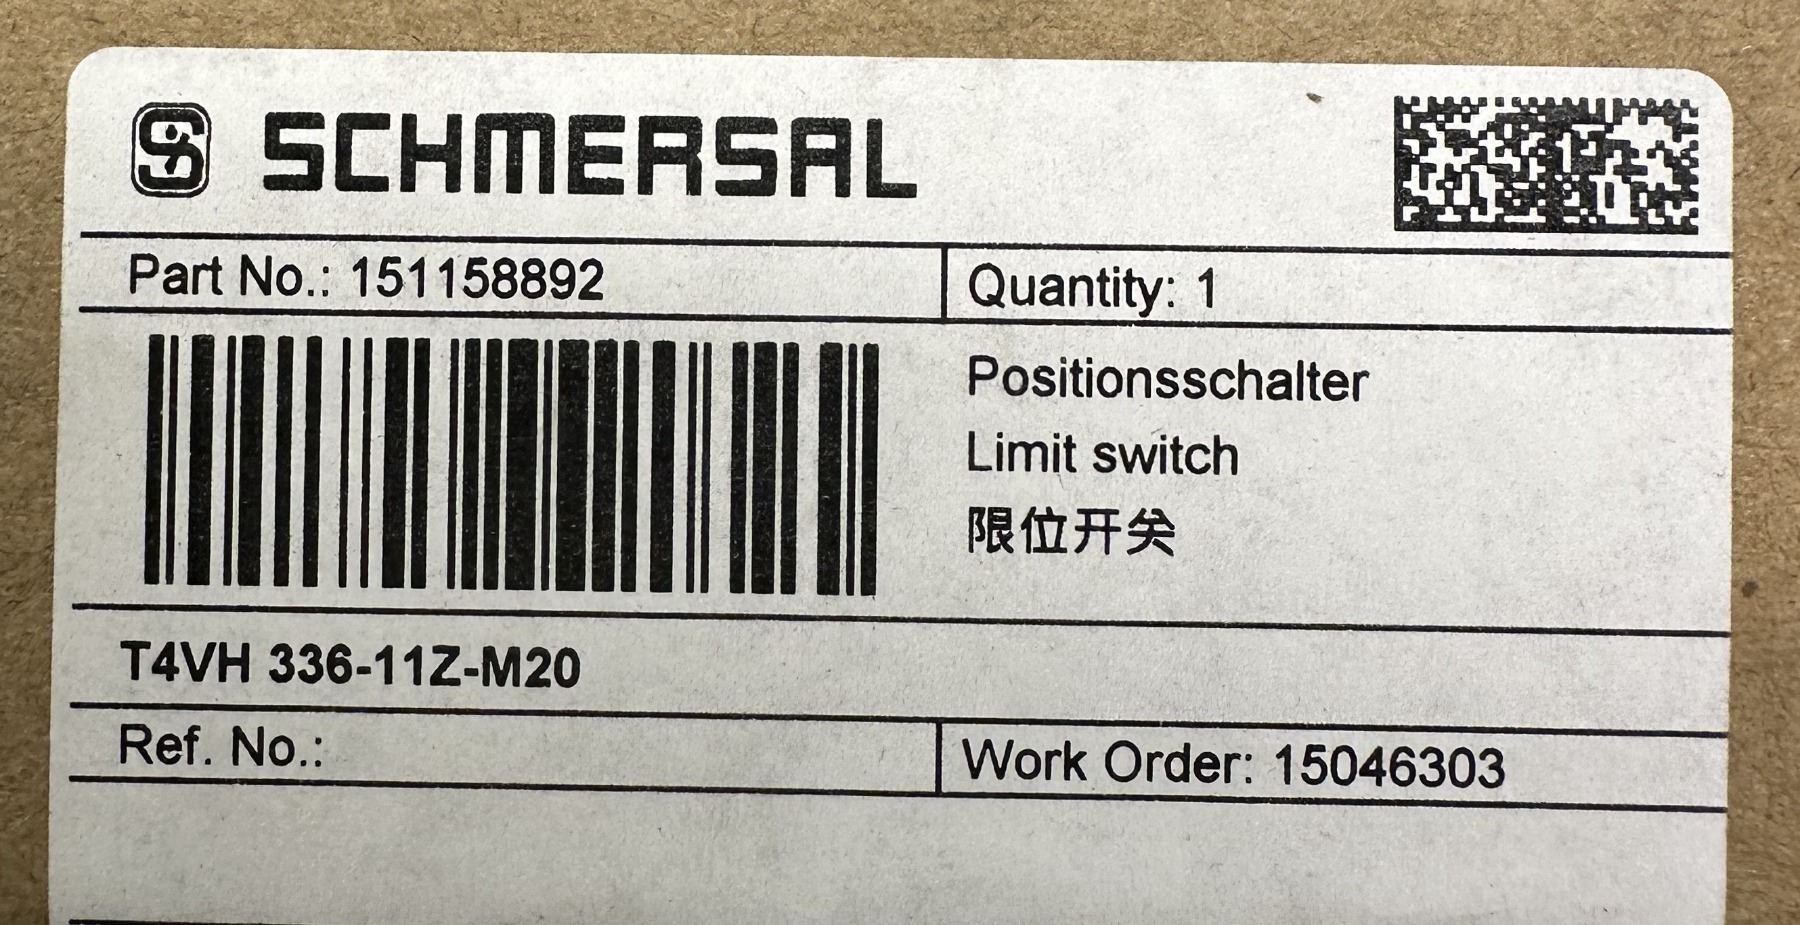 SCHMERSAL
Part No.: 151158892
Quantity: 1
Positionsschalter
Limit switch
限位开关
T4VH 336-11Z-M20
Ref. No.:
Work Order: 15046303